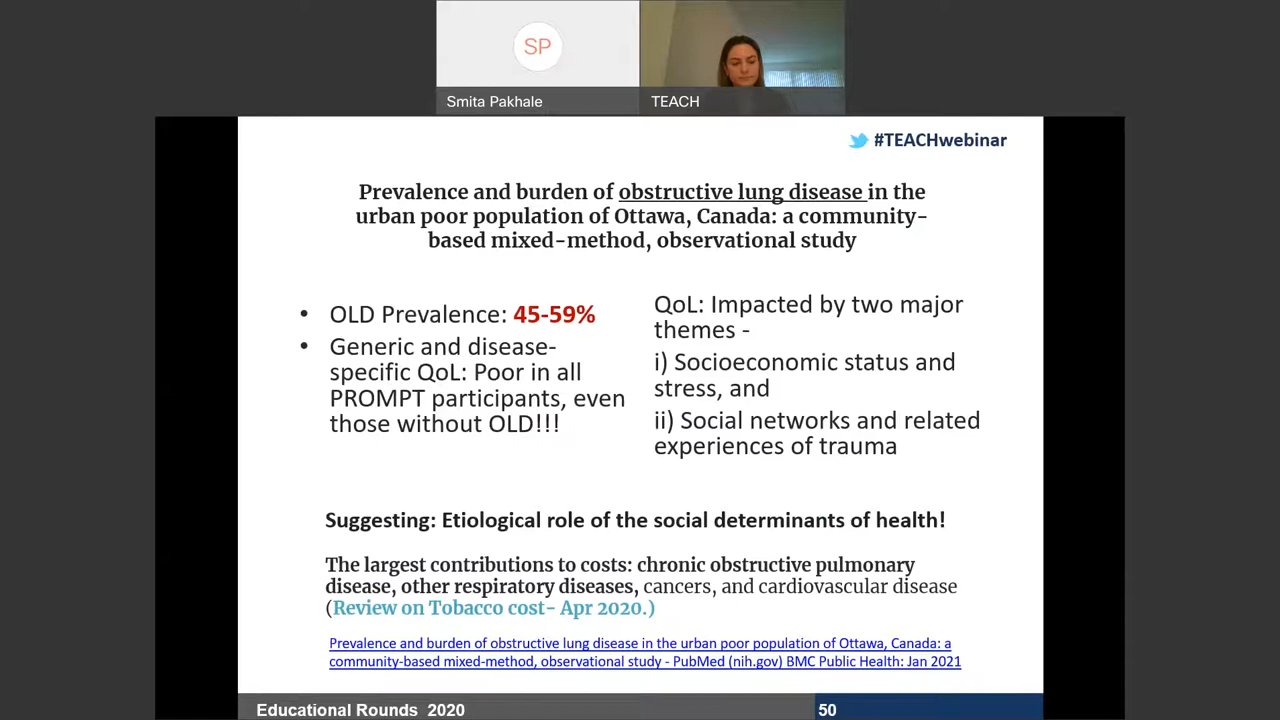 SP
Smita Pakhale
TEACH
#TEACHwebinar
Prevalence and burden of obstructive lung disease in the
urban poor population of Ottawa, Canada: a community-
based mixed-method, observational study
• OLD Prevalence: 45-59%
• Generic and disease-
specific QoL: Poor in all
PROMPT participants, even
those without OLD!!!
QoL: Impacted by two major
themes -
i) Socioeconomic status and
stress, and
ii) Social networks and related
experiences of trauma
Suggesting: Etiological role of the social determinants of health!
The largest contributions to costs: chronic obstructive pulmonary
disease, other respiratory diseases, cancers, and cardiovascular disease
(Review on Tobacco cost- Apr 2020.)
Prevalence and burden of obstructive lung disease in the urban poor population of Ottawa, Canada: a
community-based mixed-method, observational study - PubMed (nih.gov) BMC Public Health: Jan 2021
Educational Rounds 2020
50